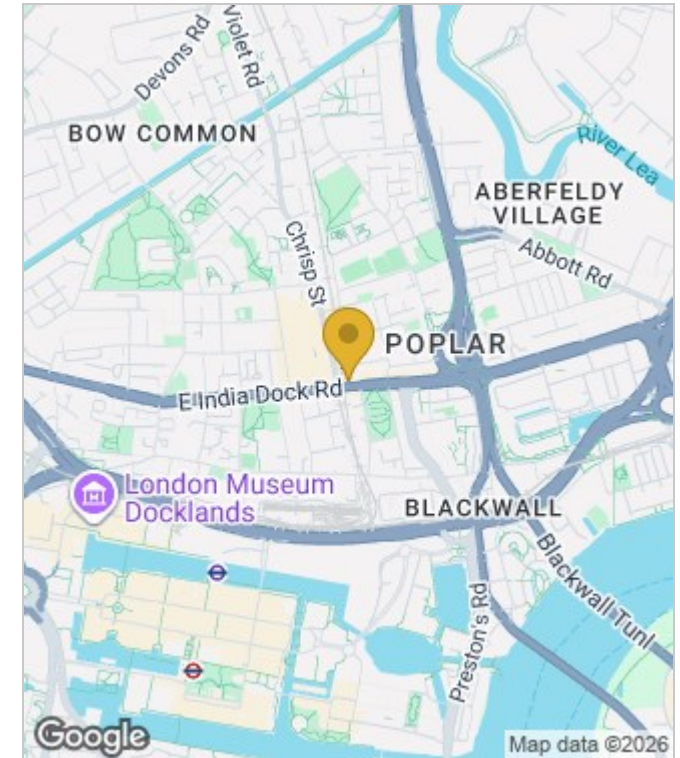 Devons Rd
Violet Rd
BOW COMMON
River Lea
ABERFELDY
VILLAGE
Abbott Rd
Chrisp St
POPLAR
E India Dock Rd
London Museum
Docklands
BLACKWALL
Blackwall Tunl
Preston's Rd
Google
Map data ©2026